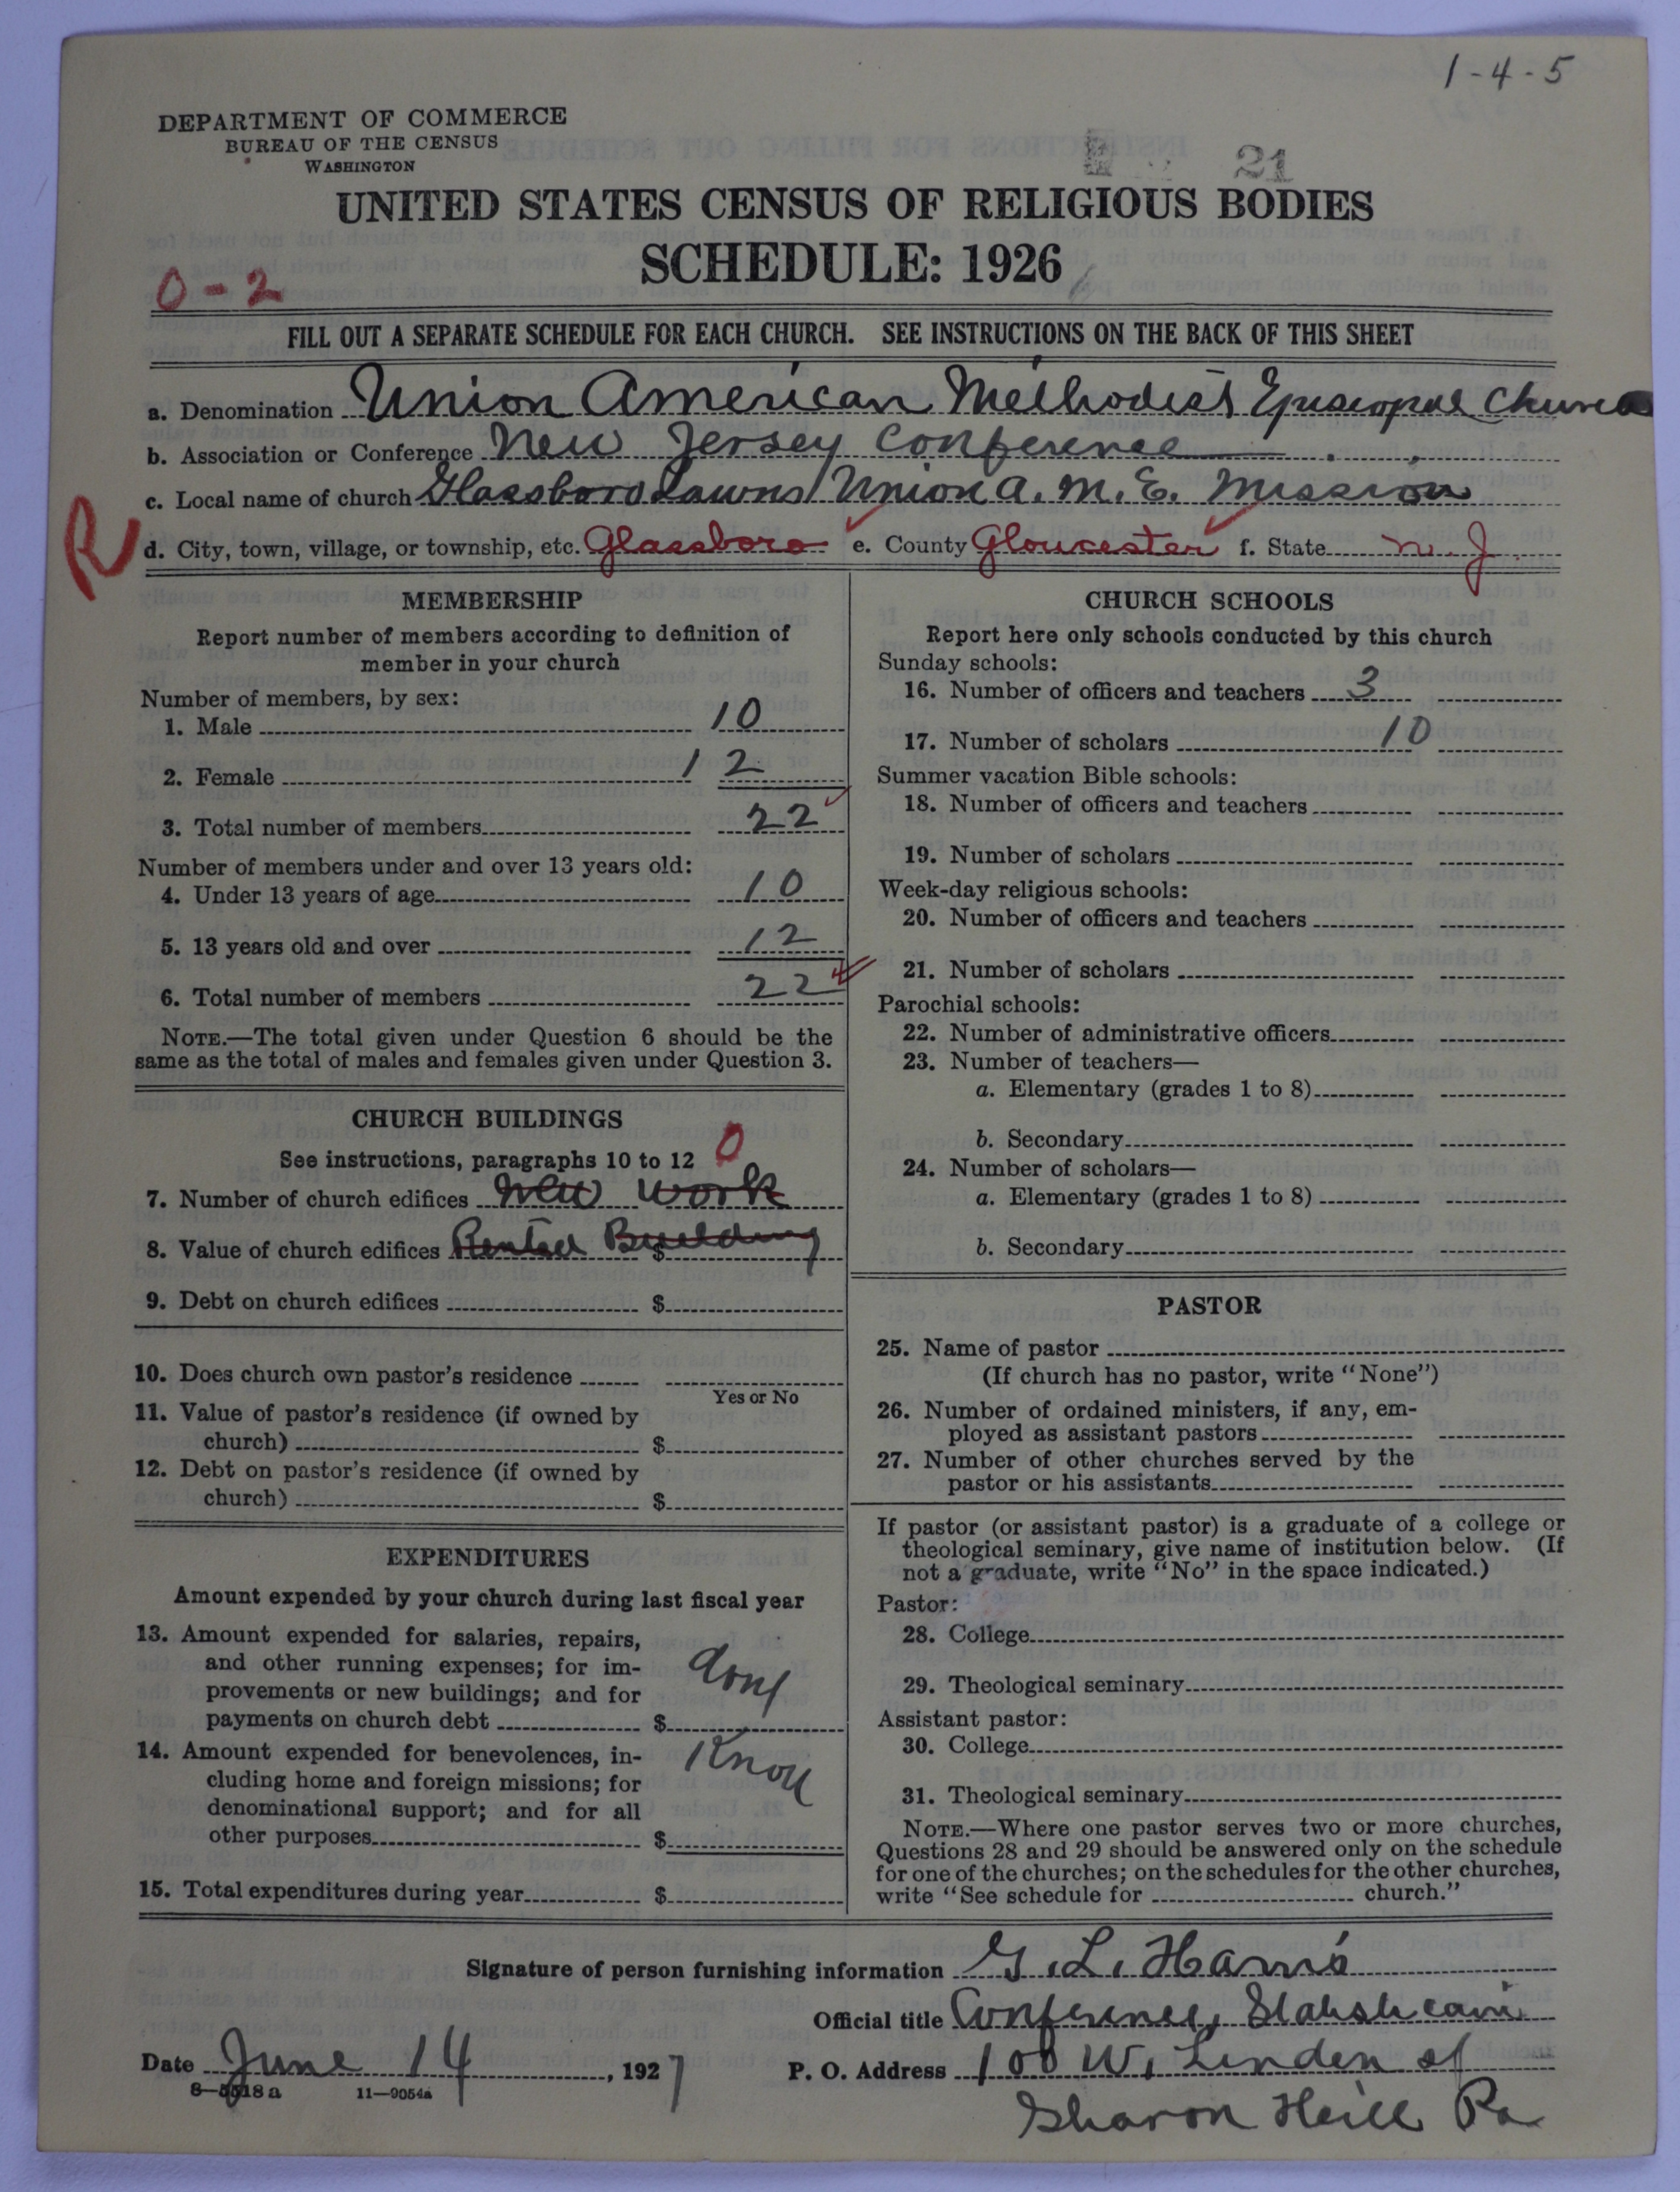 1-4-5
DEPARTMENT OF COMMERCE
BUREAU OF THE CENSUS
WASHINGTON
21
UNITED STATES CENSUS OF RELIGIOUS BODIES
SCHEDULE: 1926
0-2
FILL OUT A SEPARATE SCHEDULE FOR EACH CHURCH. SEE INSTRUCTIONS ON THE BACK OF THIS SHEET
a. Denomination Union American Methodist Episcopal Church
b. Association or Conference New Jersey Conference
c. Local name of church Glassboro Lawns Union A. M. E. Mission
R
d. City, town, village, or township, etc. Glassboro e. County Gloucester f. State N. J.
MEMBERSHIP
Report number of members according to definition of
member in your church
Number of members, by sex:
1. Male 10
2. Female 12
3. Total number of members 22
Number of members under and over 13 years old:
4. Under 13 years of age 10
5. 13 years old and over 12
6. Total number of members 22
NOTE.—The total given under Question 6 should be the
same as the total of males and females given under Question 3.
CHURCH BUILDINGS
See instructions, paragraphs 10 to 12 0
7. Number of church edifices New Work
8. Value of church edifices Rented Building $
9. Debt on church edifices $
10. Does church own pastor's residence
Yes or No
11. Value of pastor's residence (if owned by
church) $
12. Debt on pastor's residence (if owned by
church) $
EXPENDITURES
Amount expended by your church during last fiscal year
13. Amount expended for salaries, repairs,
and other running expenses; for im-
provements or new buildings; and for
payments on church debt $ dont
14. Amount expended for benevolences, in-
cluding home and foreign missions; for
denominational support; and for all
other purposes $ Know
15. Total expenditures during year $
CHURCH SCHOOLS
Report here only schools conducted by this church
Sunday schools:
16. Number of officers and teachers 3
17. Number of scholars 10
Summer vacation Bible schools:
18. Number of officers and teachers
19. Number of scholars
Week-day religious schools:
20. Number of officers and teachers
21. Number of scholars
Parochial schools:
22. Number of administrative officers
23. Number of teachers—
a. Elementary (grades 1 to 8)
b. Secondary
24. Number of scholars—
a. Elementary (grades 1 to 8)
b. Secondary
PASTOR
25. Name of pastor
(If church has no pastor, write "None")
26. Number of ordained ministers, if any, em-
ployed as assistant pastors
27. Number of other churches served by the
pastor or his assistants
If pastor (or assistant pastor) is a graduate of a college or
theological seminary, give name of institution below. (If
not a graduate, write "No" in the space indicated.)
Pastor:
28. College
29. Theological seminary
Assistant pastor:
30. College
31. Theological seminary
NOTE.—Where one pastor serves two or more churches,
Questions 28 and 29 should be answered only on the schedule
for one of the churches; on the schedules for the other churches,
write "See schedule for church."
Signature of person furnishing information G. L. Harris
Official title Conference
Date June 14, 1927 P. O. Address 100 W. Linden st
8—5518 a 11—9054a
Sharon Heill Pa